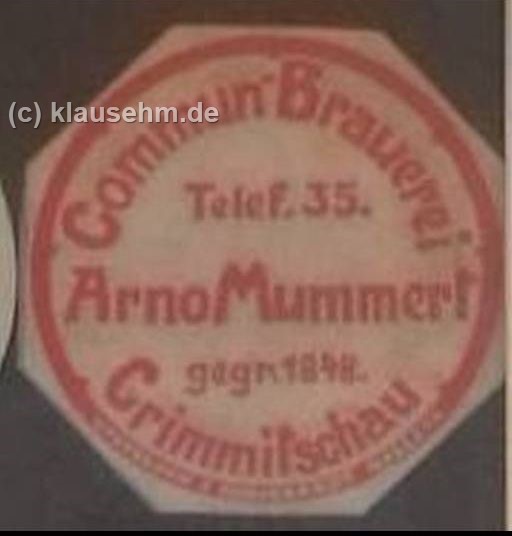 (c) klausehm.de
Commun-Brauerei
Telef. 35.
Arno Mummert
gegr. 1848.
Crimmitschau